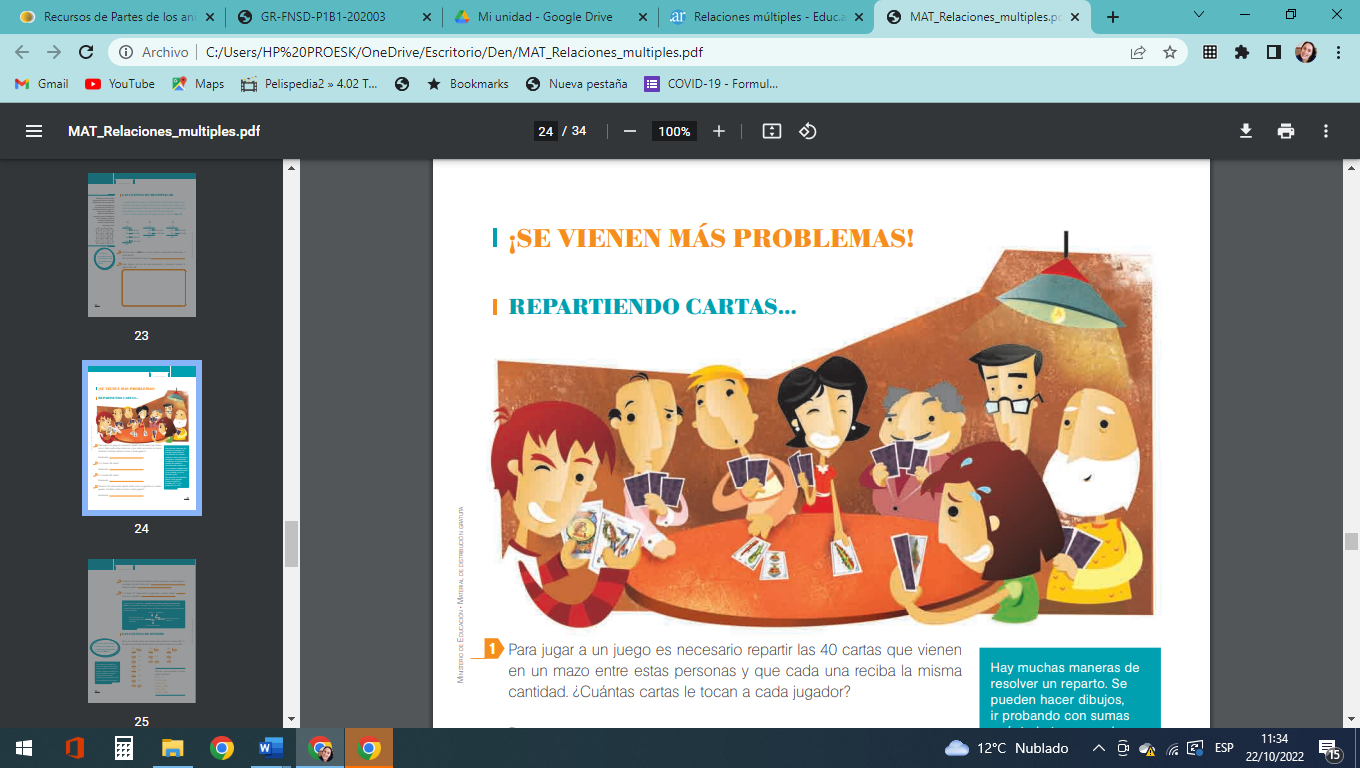 Recursos de Partes de los ani
GR-FNSD-P1B1-202003
Mi unidad - Google Drive
Relaciones múltiples - Educ.a
MAT_Relaciones_multiples.pd
Archivo
C:/Users/HP%20PROESK/OneDrive/Escritorio/Den/MAT_Relaciones_multiples.pdf
Gmail
YouTube
Maps
Pelispedia2 » 4.02 T...
Bookmarks
Nueva pestaña
COVID-19 - Formul...
MAT_Relaciones_multiples.pdf
24 / 34
100%
23
24
25
¡SE VIENEN MÁS PROBLEMAS!
REPARTIENDO CARTAS...
MINISTERIO DE EDUCACIÓN • MATERIAL DE DISTRIBUCIÓN GRATUITA
1 Para jugar a un juego es necesario repartir las 40 cartas que vienen
en un mazo entre estas personas y que cada una reciba la misma
cantidad. ¿Cuántas cartas le tocan a cada jugador?
Hay muchas maneras de
resolver un reparto. Se
pueden hacer dibujos,
ir probando con sumas
12°C Nublado
ESP
11:34
22/10/2022
15